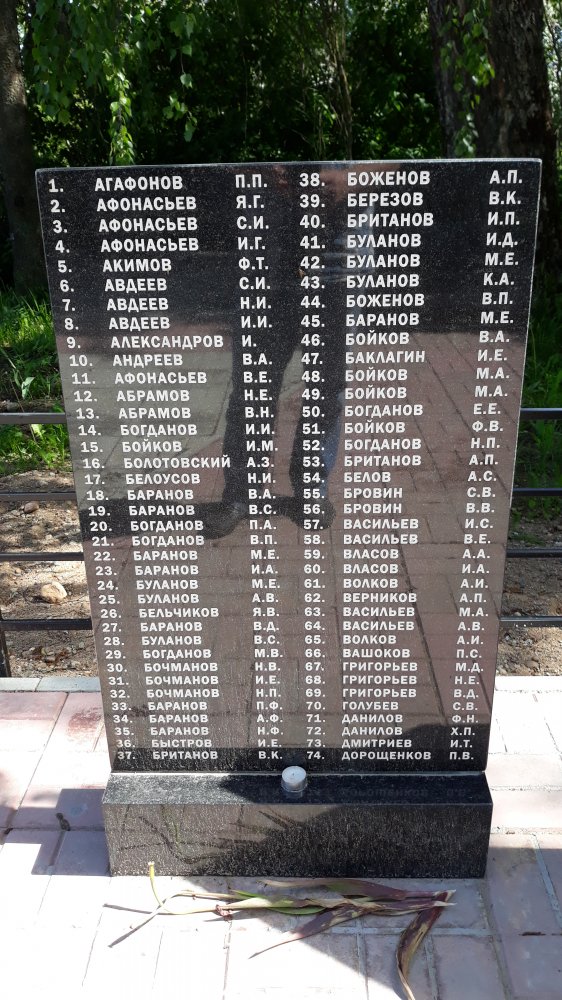 1. АГАФОНОВ П.П.
2. АФОНАСЬЕВ Я.Г.
3. АФОНАСЬЕВ С.И.
4. АФОНАСЬЕВ И.Г.
5. АКИМОВ Ф.Т.
6. АВДЕЕВ С.И.
7. АВДЕЕВ Н.И.
8. АВДЕЕВ И.И.
9. АЛЕКСАНДРОВ И.
10. АНДРЕЕВ В.А.
11. АФОНАСЬЕВ В.Е.
12. АБРАМОВ Н.Е.
13. АБРАМОВ В.Н.
14. БОГДАНОВ И.И.
15. БОЙКОВ И.М.
16. БОЛОТОВСКИЙ А.З.
17. БЕЛОУСОВ Н.И.
18. БАРАНОВ В.А.
19. БАРАНОВ В.С.
20. БОГДАНОВ П.А.
21. БОГДАНОВ В.П.
22. БАРАНОВ М.Е.
23. БАРАНОВ И.А.
24. БУЛАНОВ М.Е.
25. БУЛАНОВ А.В.
26. БЕЛЬЧИКОВ Я.В.
27. БАРАНОВ В.Д.
28. БУЛАНОВ В.С.
29. БОГДАНОВ М.В.
30. БОЧМАНОВ Н.В.
31. БОЧМАНОВ И.Е.
32. БОЧМАНОВ Н.П.
33. БАРАНОВ П.Ф.
34. БАРАНОВ А.Ф.
35. БАРАНОВ Н.Ф.
36. БЫСТРОВ И.Е.
37. БРИТАНОВ В.К.
38. БОЖЕНОВ А.П.
39. БЕРЕЗОВ В.К.
40. БРИТАНОВ И.П.
41. БУЛАНОВ И.Д.
42. БУЛАНОВ М.Е.
43. БУЛАНОВ К.А.
44. БОЖЕНОВ В.П.
45. БАРАНОВ М.Е.
46. БОЙКОВ В.А.
47. БАКЛАГИН И.Е.
48. БОЙКОВ М.А.
49. БОЙКОВ М.А.
50. БОГДАНОВ Е.Е.
51. БОЙКОВ Ф.В.
52. БОГДАНОВ Н.П.
53. БРИТАНОВ А.П.
54. БЕЛОВ А.С.
55. БРОВИН С.В.
56. БРОВИН В.В.
57. ВАСИЛЬЕВ И.С.
58. ВАСИЛЬЕВ В.Е.
59. ВЛАСОВ А.А.
60. ВЛАСОВ И.А.
61. ВОЛКОВ А.И.
62. ВЕРНИКОВ А.П.
63. ВАСИЛЬЕВ М.А.
64. ВАСИЛЬЕВ А.В.
65. ВОЛКОВ А.И.
66. ВАШОКОВ П.С.
67. ГРИГОРЬЕВ М.Д.
68. ГРИГОРЬЕВ Н.Е.
69. ГРИГОРЬЕВ В.Д.
70. ГОЛУБЕВ С.В.
71. ДАНИЛОВ Ф.Н.
72. ДАНИЛОВ Х.П.
73. ДМИТРИЕВ И.Т.
74. ДОРОЩЕНКОВ П.В.